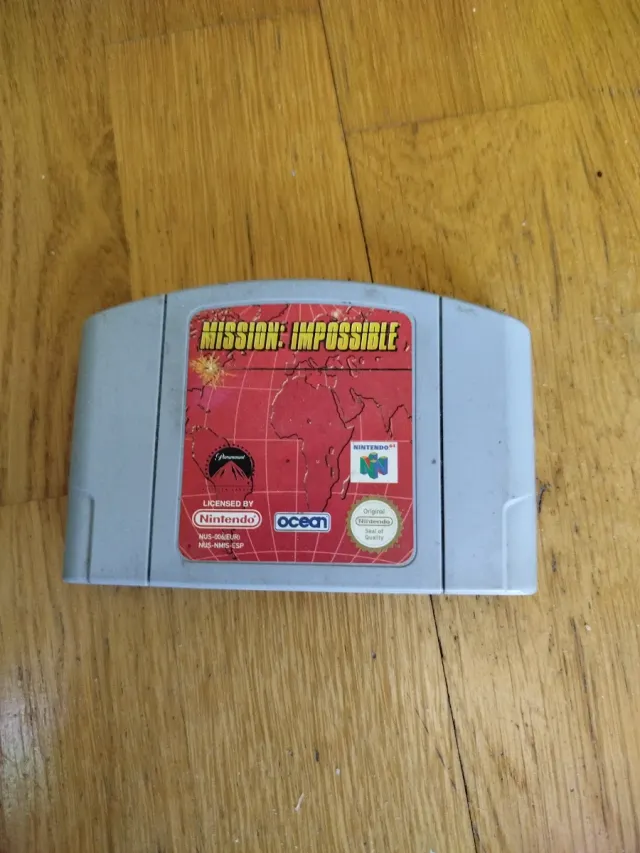 MISSION: IMPOSSIBLE
Paramount
NINTENDO 64
LICENSED BY
Nintendo
ocean
Original
Nintendo
Seal of
Quality
NUS-006(EUR)
NUS-NMIS-ESP